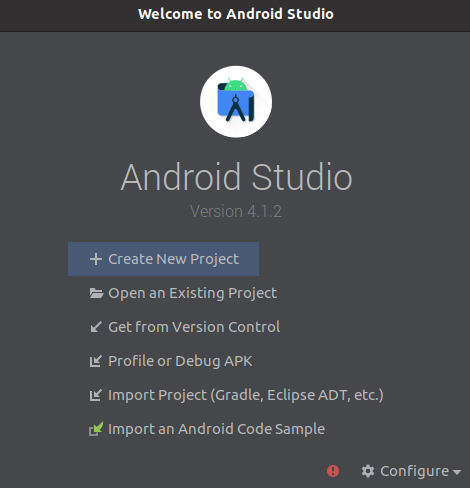 Welcome to Android Studio
Android Studio
Version 4.1.2
Create New Project
Open an Existing Project
Get from Version Control
Profile or Debug APK
Import Project (Gradle, Eclipse ADT, etc.)
Import an Android Code Sample
Configure